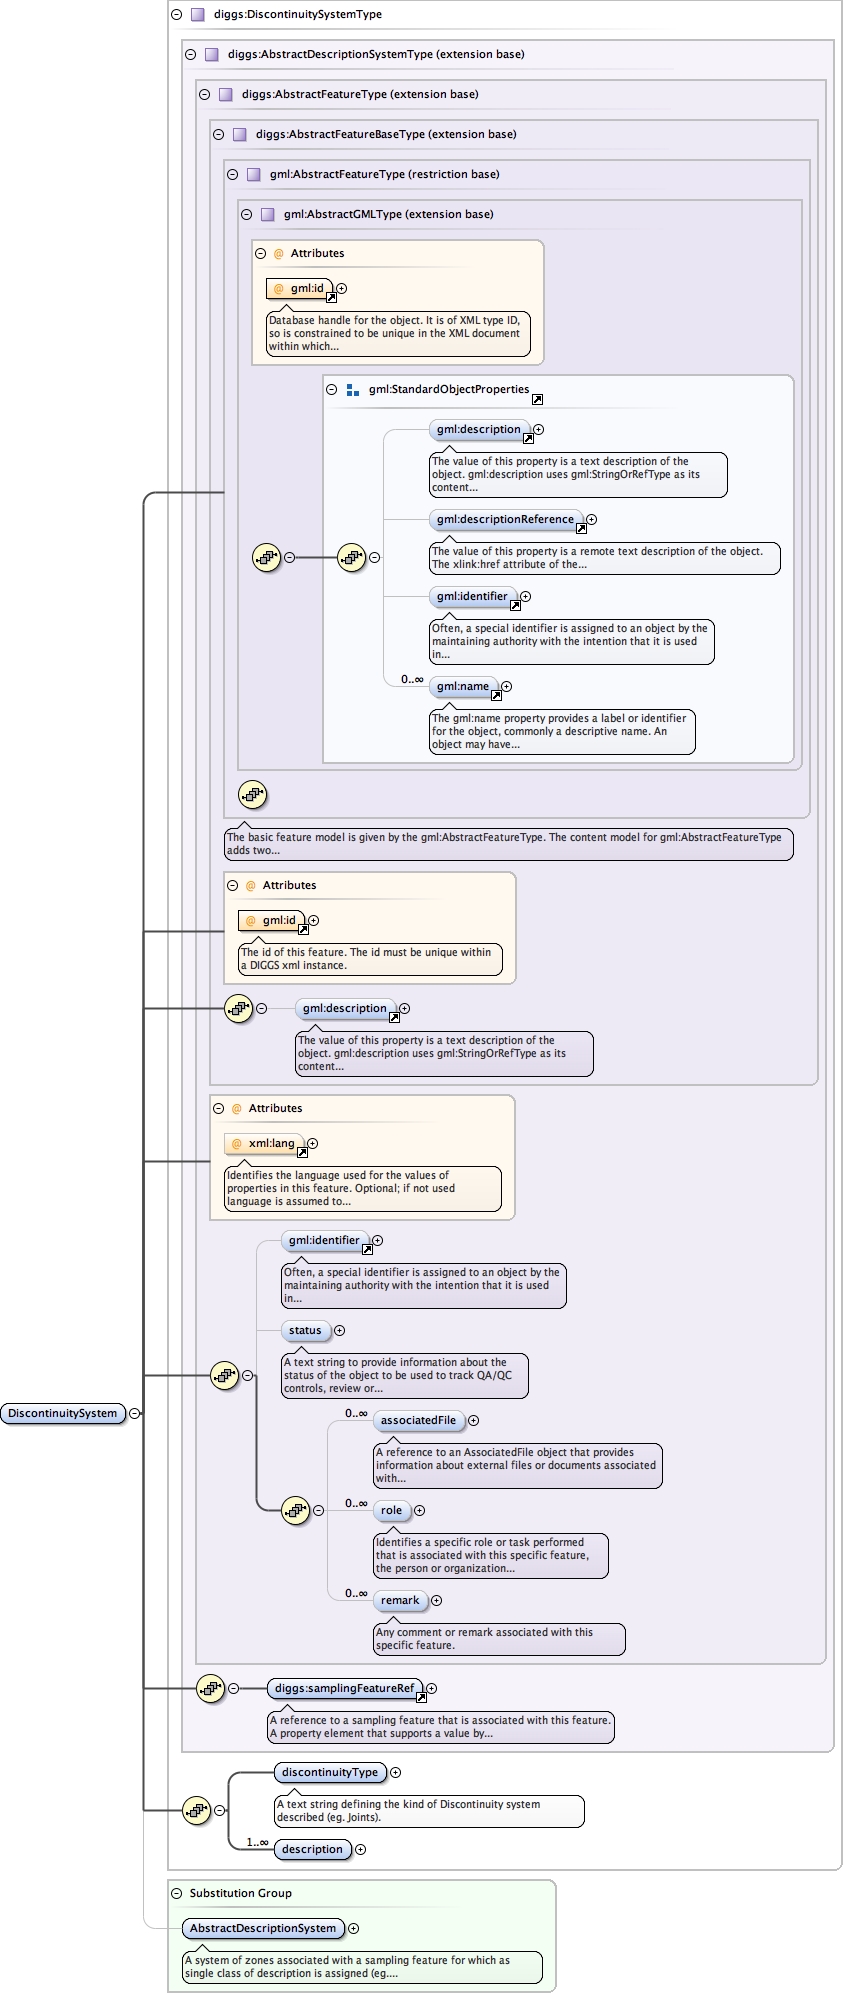 diggs:DiscontinuitySystemType
diggs:AbstractDescriptionSystemType (extension base)
diggs:AbstractFeatureType (extension base)
diggs:AbstractFeatureBaseType (extension base)
gml:AbstractFeatureType (restriction base)
gml:AbstractGMLType (extension base)
@ Attributes
@ gml:id
Database handle for the object. It is of XML type ID,
so is constrained to be unique in the XML document
within which...
gml:StandardObjectProperties
gml:description
The value of this property is a text description of the
object. gml:description uses gml:StringOrRefType as its
content...
gml:descriptionReference
The value of this property is a remote text description of the object.
The xlink:href attribute of the...
gml:identifier
Often, a special identifier is assigned to an object by the
maintaining authority with the intention that it is used
in...
0..∞
gml:name
The gml:name property provides a label or identifier
for the object, commonly a descriptive name. An
object may have...
The basic feature model is given by the gml:AbstractFeatureType. The content model for gml:AbstractFeatureType
adds two...
@ Attributes
@ gml:id
The id of this feature. The id must be unique within
a DIGGS xml instance.
gml:description
The value of this property is a text description of the
object. gml:description uses gml:StringOrRefType as its
content...
@ Attributes
@ xml:lang
Identifies the language used for the values of
properties in this feature. Optional; if not used
language is assumed to...
gml:identifier
Often, a special identifier is assigned to an object by the
maintaining authority with the intention that it is used
in...
status
A text string to provide information about the
status of the object to be used to track QA/QC
controls, review or...
DiscontinuitySystem
0..∞
associatedFile
A reference to an AssociatedFile object that provides
information about external files or documents associated
with...
0..∞
role
Identifies a specific role or task performed
that is associated with this specific feature,
the person or organization...
0..∞
remark
Any comment or remark associated with this
specific feature.
diggs:samplingFeatureRef
A reference to a sampling feature that is associated with this feature.
A property element that supports a value by...
discontinuityType
A text string defining the kind of Discontinuity system
described (eg. Joints).
1..∞
description
Substitution Group
AbstractDescriptionSystem
A system of zones associated with a sampling feature for which as
single class of description is assigned (eg....